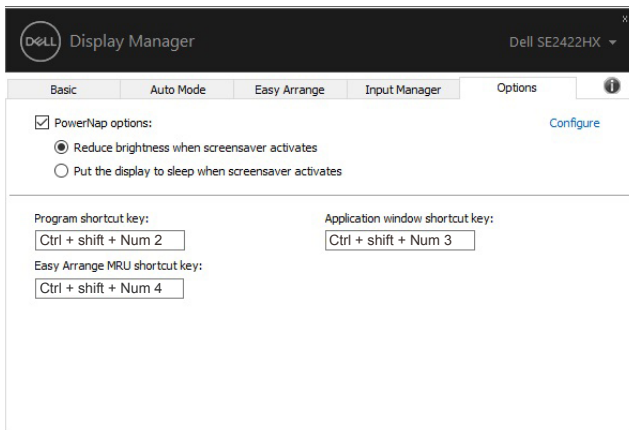 x
DELL Display Manager Dell SE2422HX
Basic Auto Mode Easy Arrange Input Manager Options i
PowerNap options: Configure
Reduce brightness when screensaver activates
Put the display to sleep when screensaver activates
Program shortcut key: Application window shortcut key:
Ctrl + shift + Num 2 Ctrl + shift + Num 3
Easy Arrange MRU shortcut key:
Ctrl + shift + Num 4